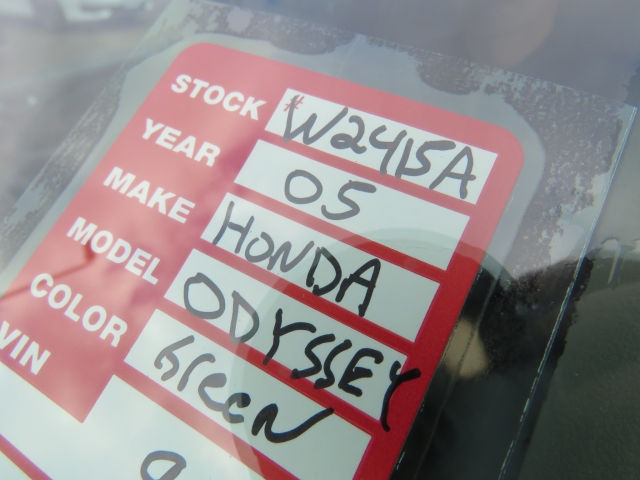 STOCK # W2415A
YEAR 05
MAKE HONDA
MODEL ODYSSEY
COLOR Green
VIN